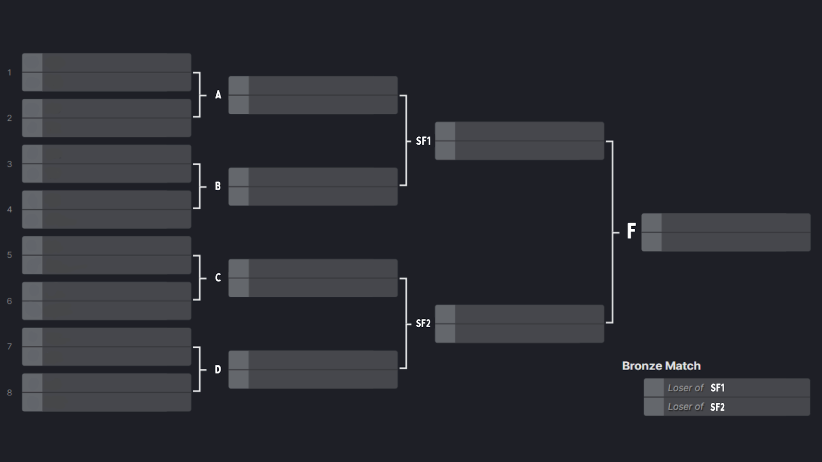 1
A
2
SF1
3
B
4
F
5
C
6
SF2
7
D
8
Bronze Match
Loser of SF1
Loser of SF2